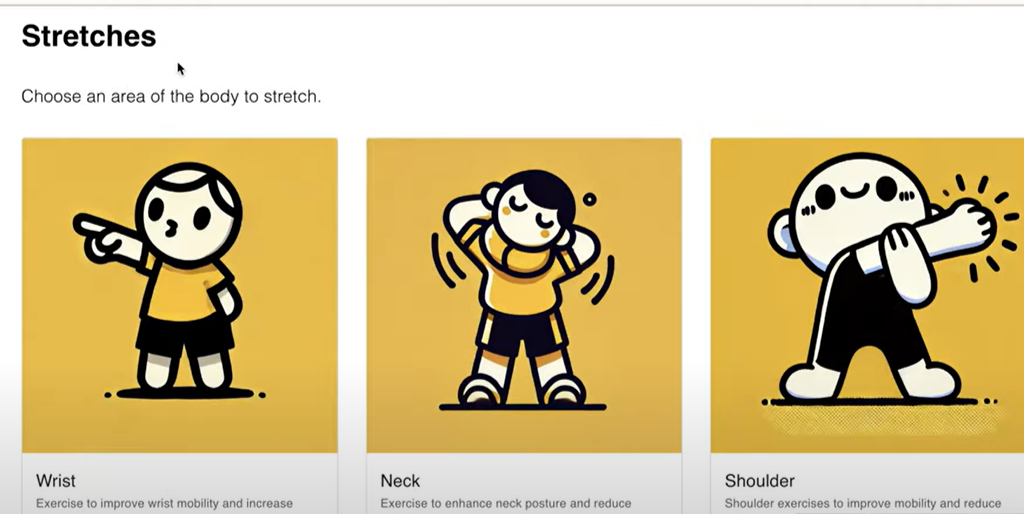 Stretches
Choose an area of the body to stretch.
Wrist
Exercise to improve wrist mobility and increase
Neck
Exercise to enhance neck posture and reduce
Shoulder
Shoulder exercises to improve mobility and reduce